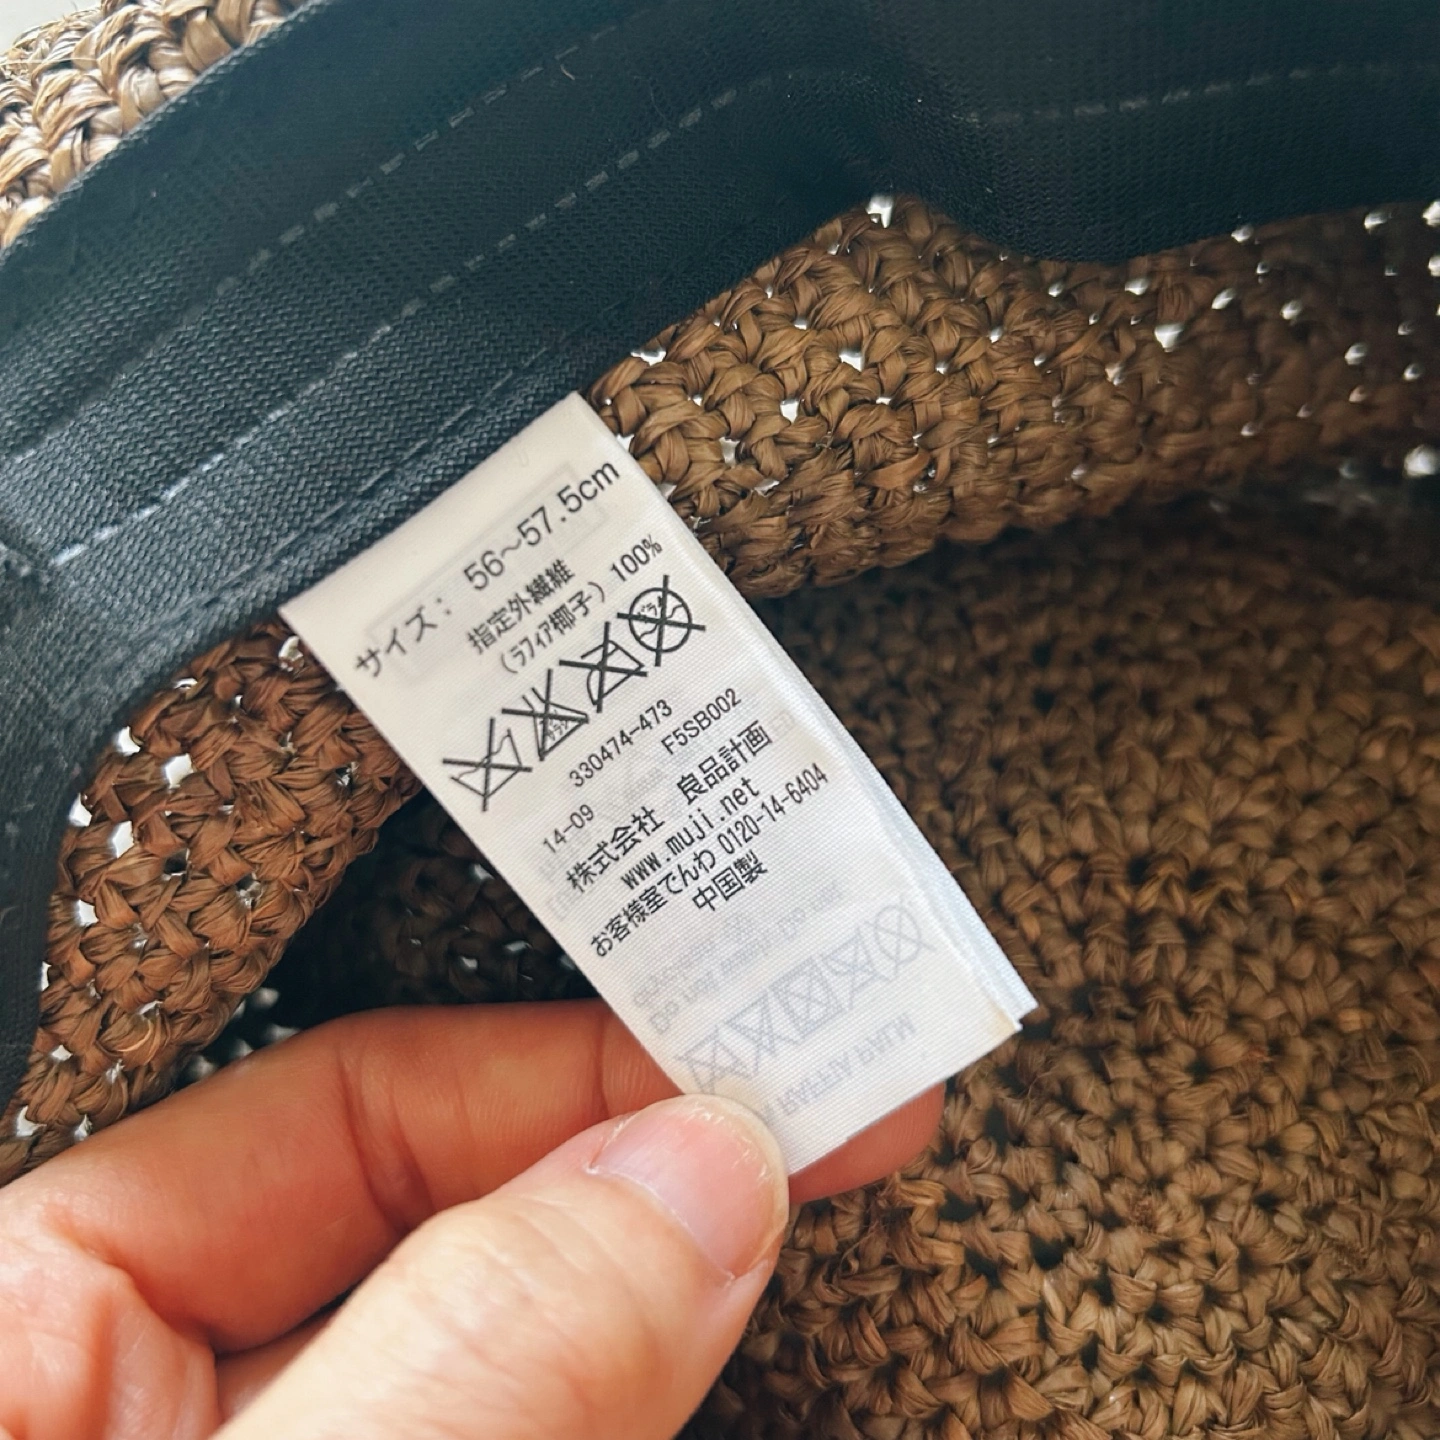 サイズ: 56〜57.5cm
指定外繊維
(ラフィア椰子) 100%
330474-473
F5SB002
14-09
株式会社 良品計画
www.muji.net
お客様室でんわ 0120-14-6404
中国製
RAFFIA PALM